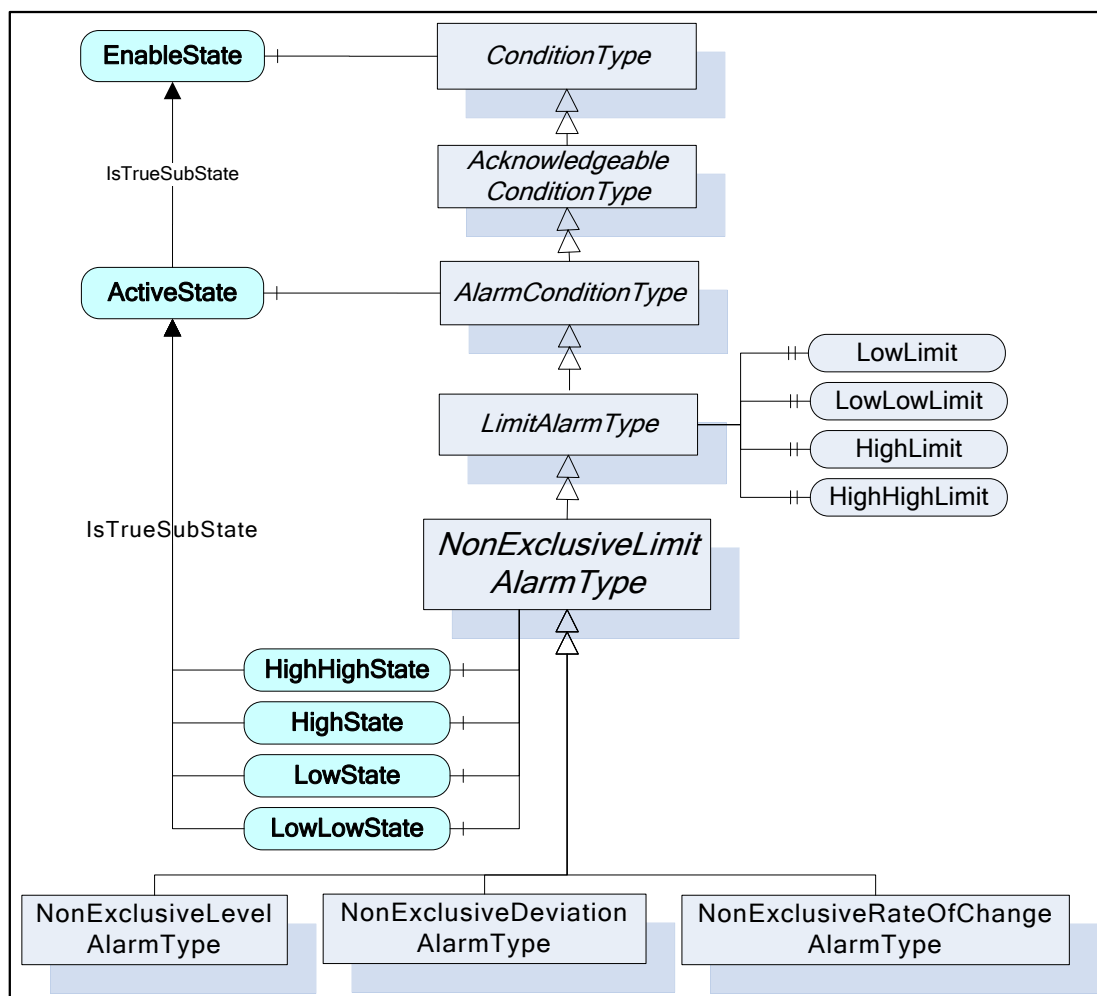 EnableState
ConditionType
IsTrueSubState
Acknowledgeable
ConditionType
ActiveState
AlarmConditionType
LowLimit
LowLowLimit
LimitAlarmType
HighLimit
HighHighLimit
IsTrueSubState
NonExclusiveLimit
AlarmType
HighHighState
HighState
LowState
LowLowState
NonExclusiveLevel
AlarmType
NonExclusiveDeviation
AlarmType
NonExclusiveRateOfChange
AlarmType